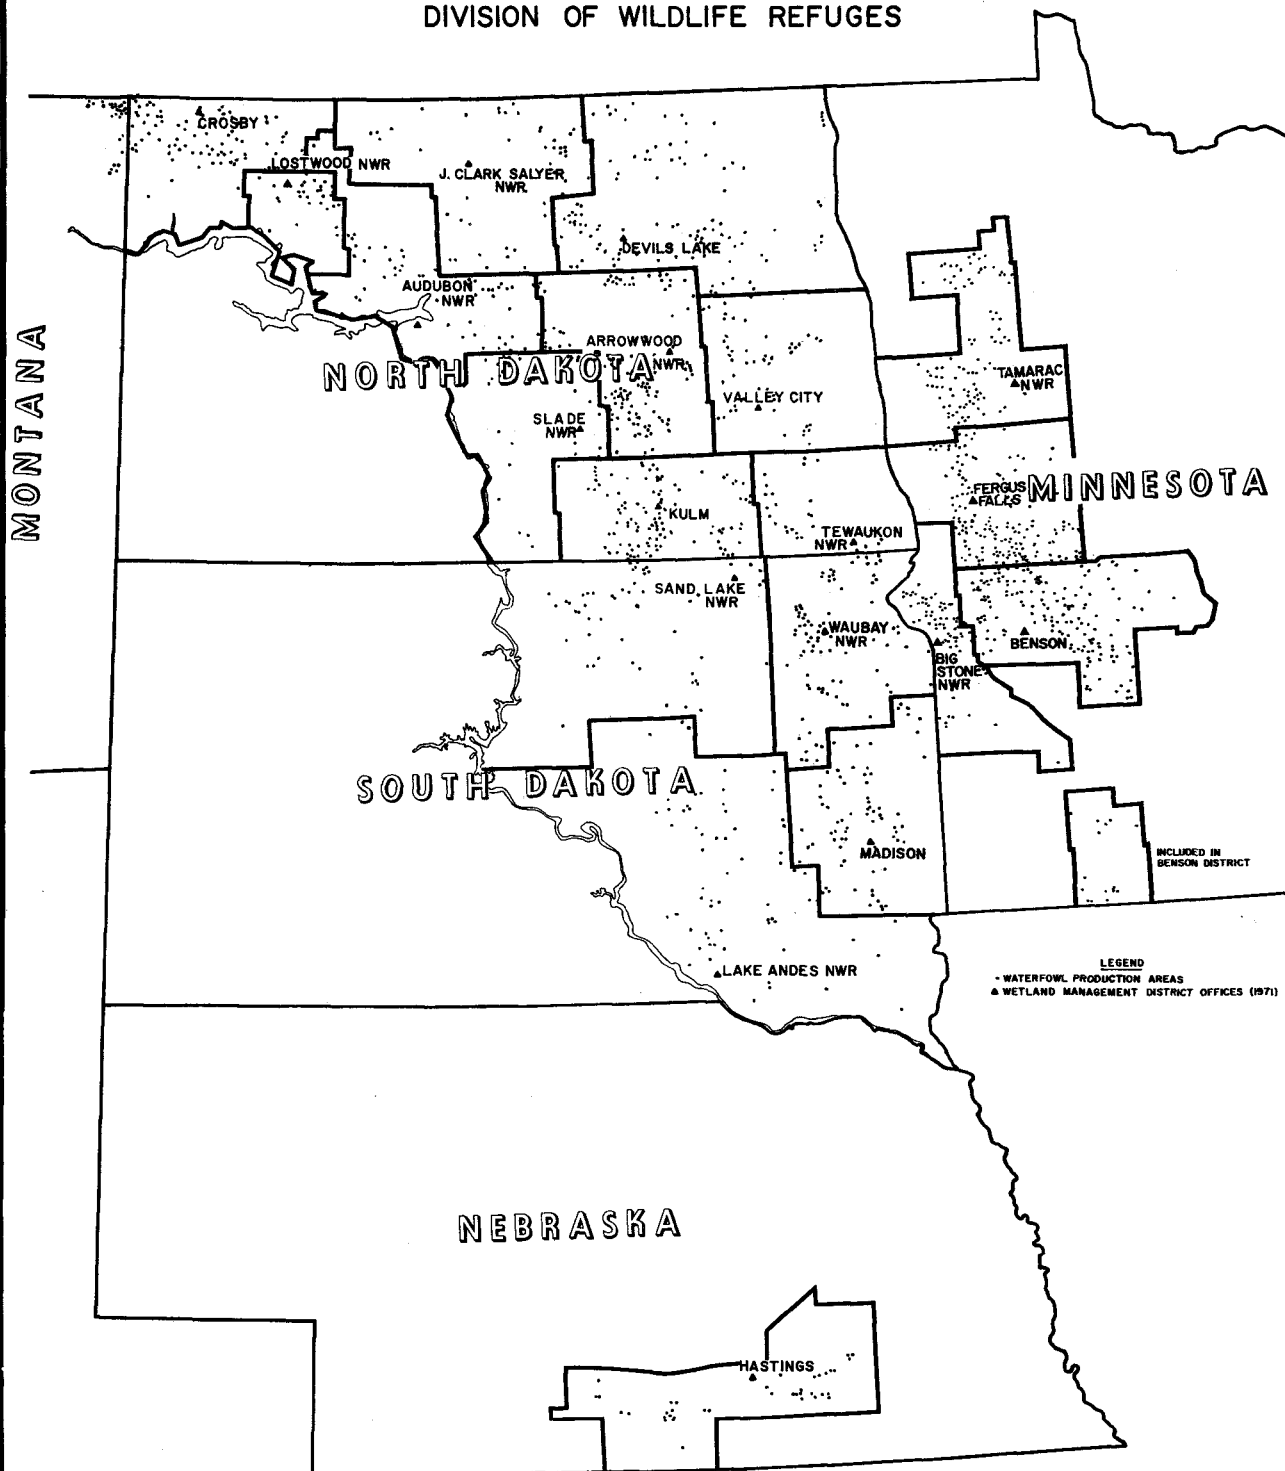 DIVISION OF WILDLIFE REFUGES
CROSBY
LOSTWOOD NWR
J. CLARK SALYER
NWR
DEVILS LAKE
AUDUBON
NWR
ARROWWOOD
NWR
MONTANA
NORTH DAKOTA
TAMARAC
NWR
VALLEY CITY
SLADE
NWR
FERGUS
FALLS
MINNESOTA
KULM
TEWAUKON
NWR
SAND LAKE
NWR
WAUBAY
NWR
BENSON
BIG
STONE
NWR
SOUTH DAKOTA
MADISON
INCLUDED IN
BENSON DISTRICT
LAKE ANDES NWR
LEGEND
• WATERFOWL PRODUCTION AREAS
▲ WETLAND MANAGEMENT DISTRICT OFFICES (1971)
NEBRASKA
HASTINGS